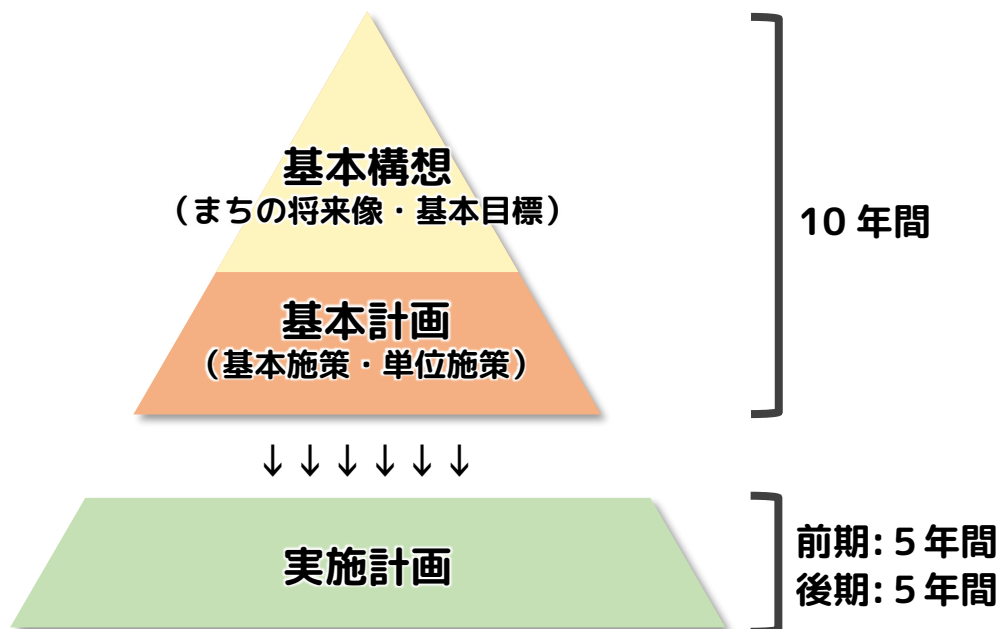 基本構想
（まちの将来像・基本目標）
10 年間
基本計画
（基本施策・単位施策）
↓↓↓↓↓↓
実施計画
前期: 5 年間
後期: 5 年間